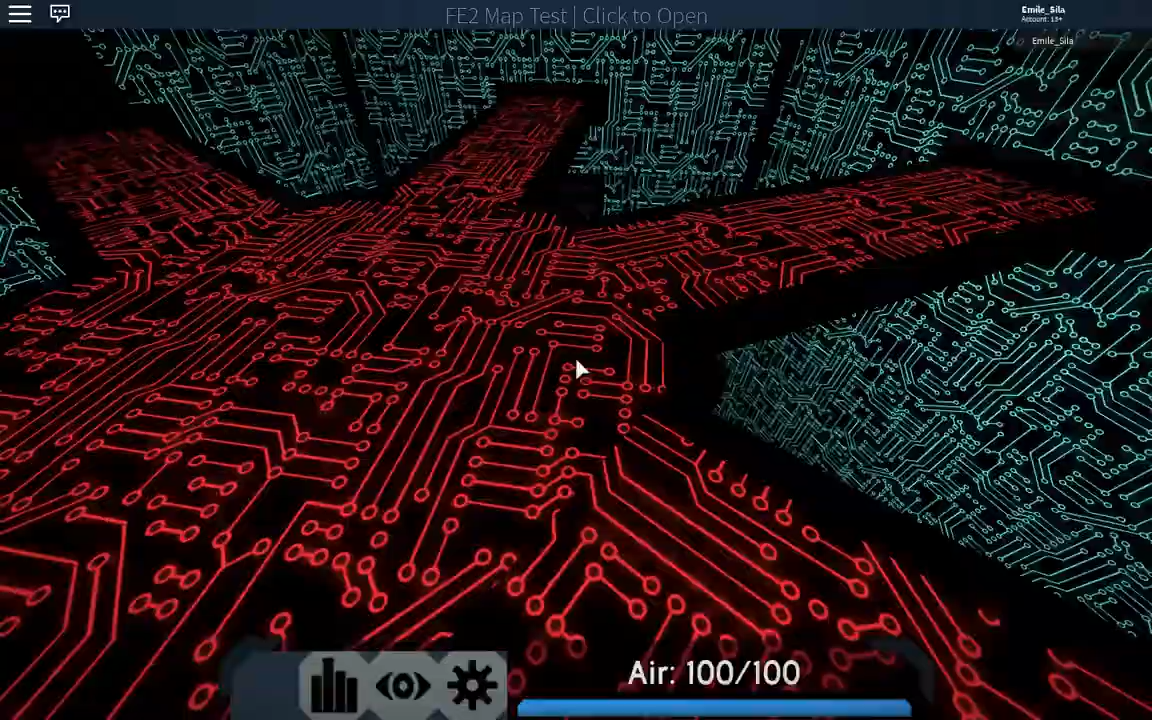 FE2 Map Test | Click to Open
Emile_Sila
Account: 13+
Emile_Sila
Air: 100/100